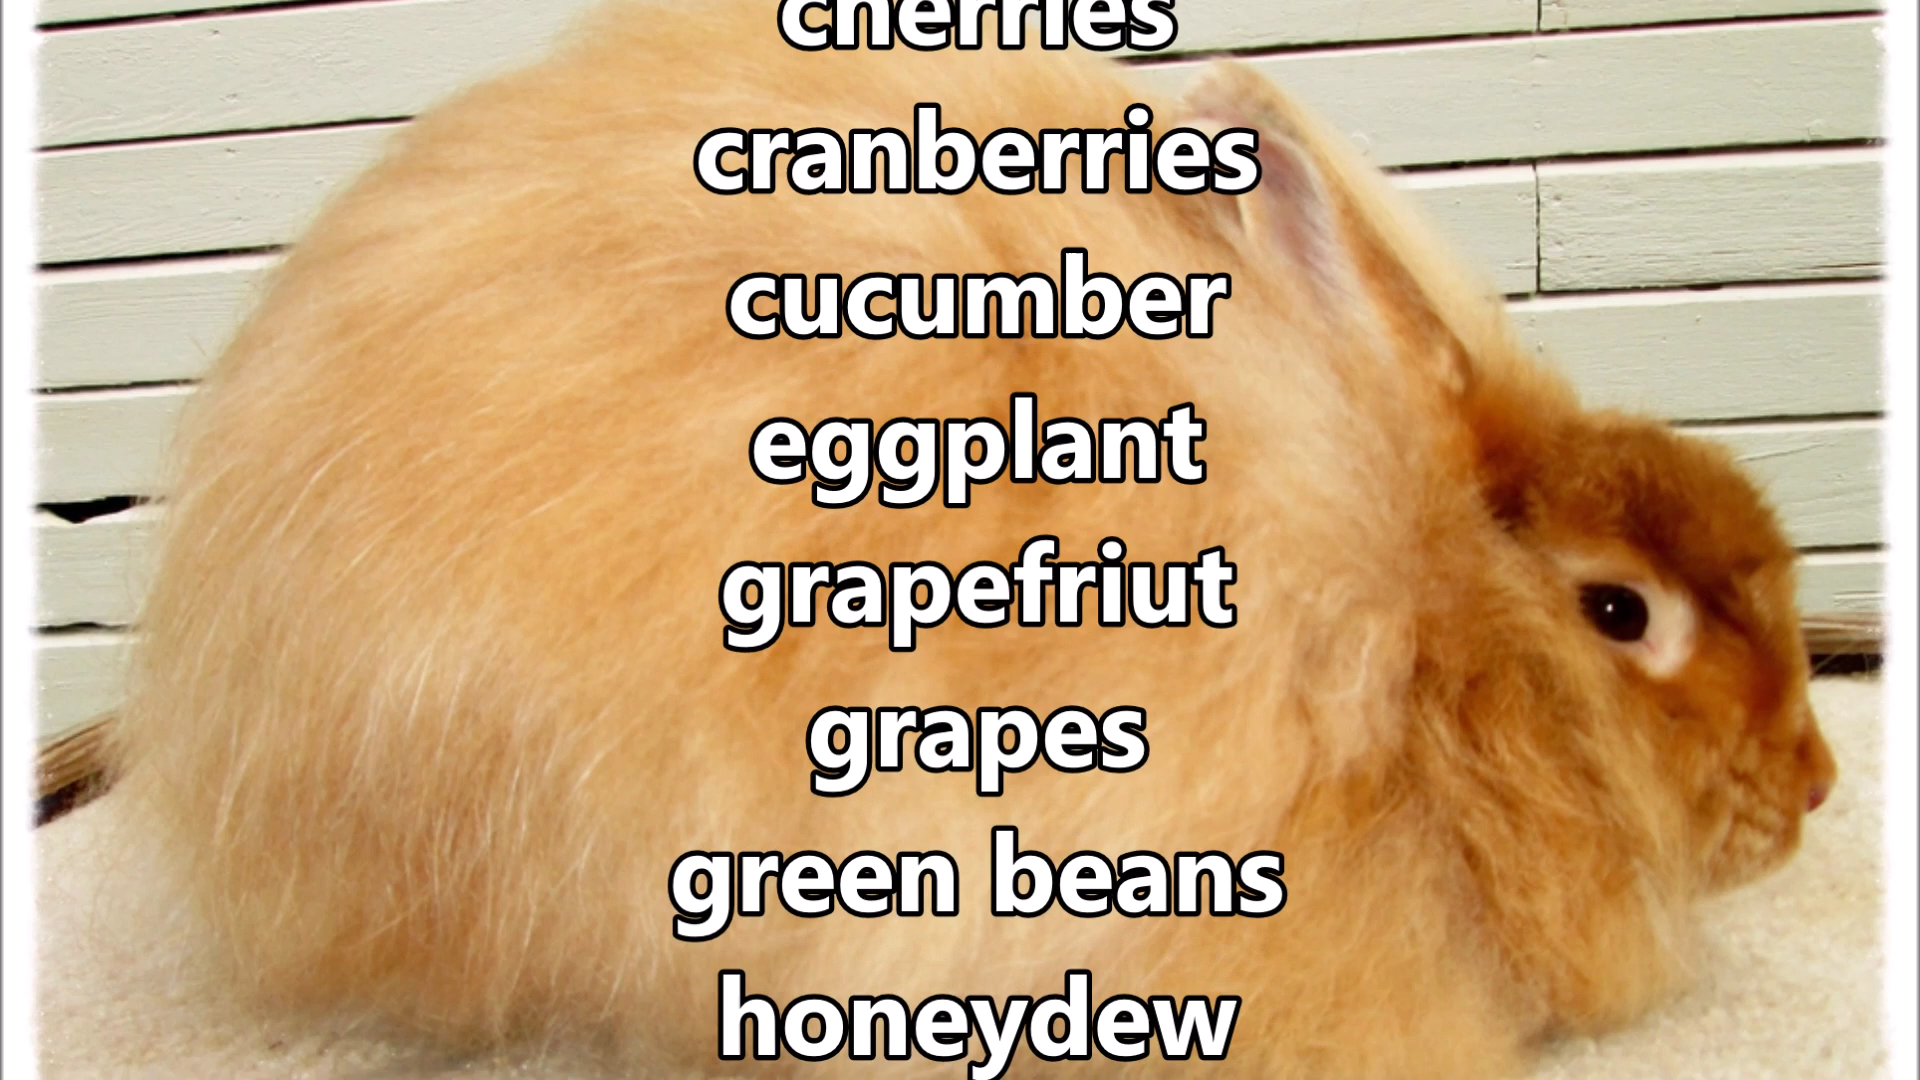 cherries
cranberries
cucumber
eggplant
grapefriut
grapes
green beans
honeydew